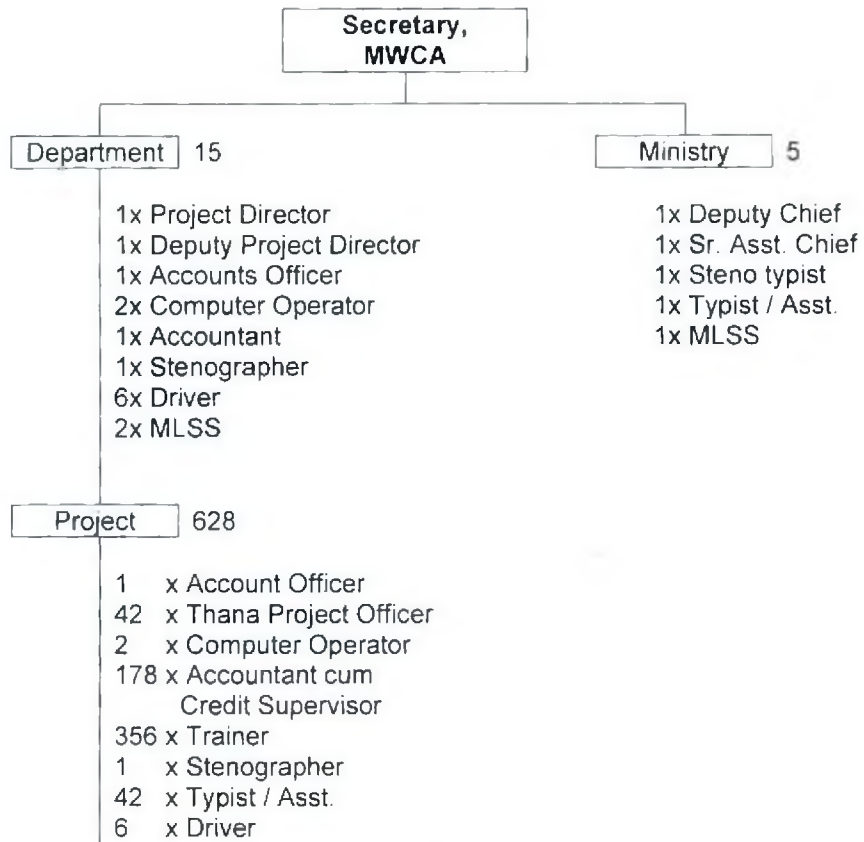 Secretary,
MWCA
Department 15
1x Project Director
1x Deputy Project Director
1x Accounts Officer
2x Computer Operator
1x Accountant
1x Stenographer
6x Driver
2x MLSS
Ministry 5
1x Deputy Chief
1x Sr. Asst. Chief
1x Steno typist
1x Typist / Asst.
1x MLSS
Project 628
1 x Account Officer
42 x Thana Project Officer
2 x Computer Operator
178 x Accountant cum
Credit Supervisor
356 x Trainer
1 x Stenographer
42 x Typist / Asst.
6 x Driver